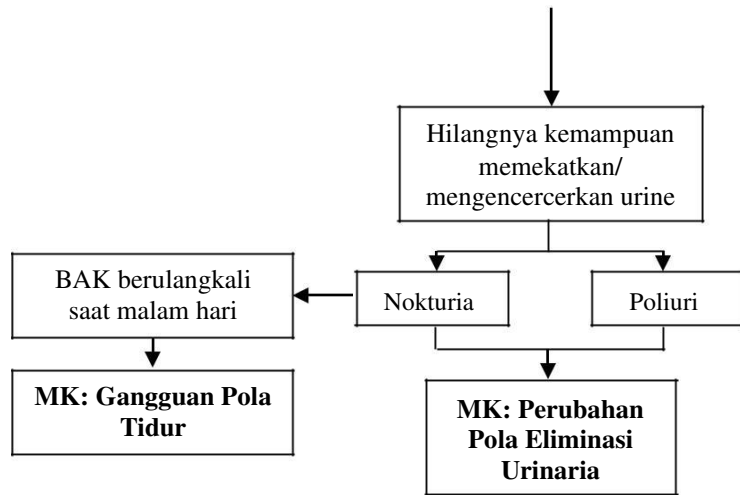 Hilangnya kemampuan
memekatkan/
mengencercerkan urine
BAK berulangkali
saat malam hari
Nokturia
Poliuri
MK: Gangguan Pola
Tidur
MK: Perubahan
Pola Eliminasi
Urinaria